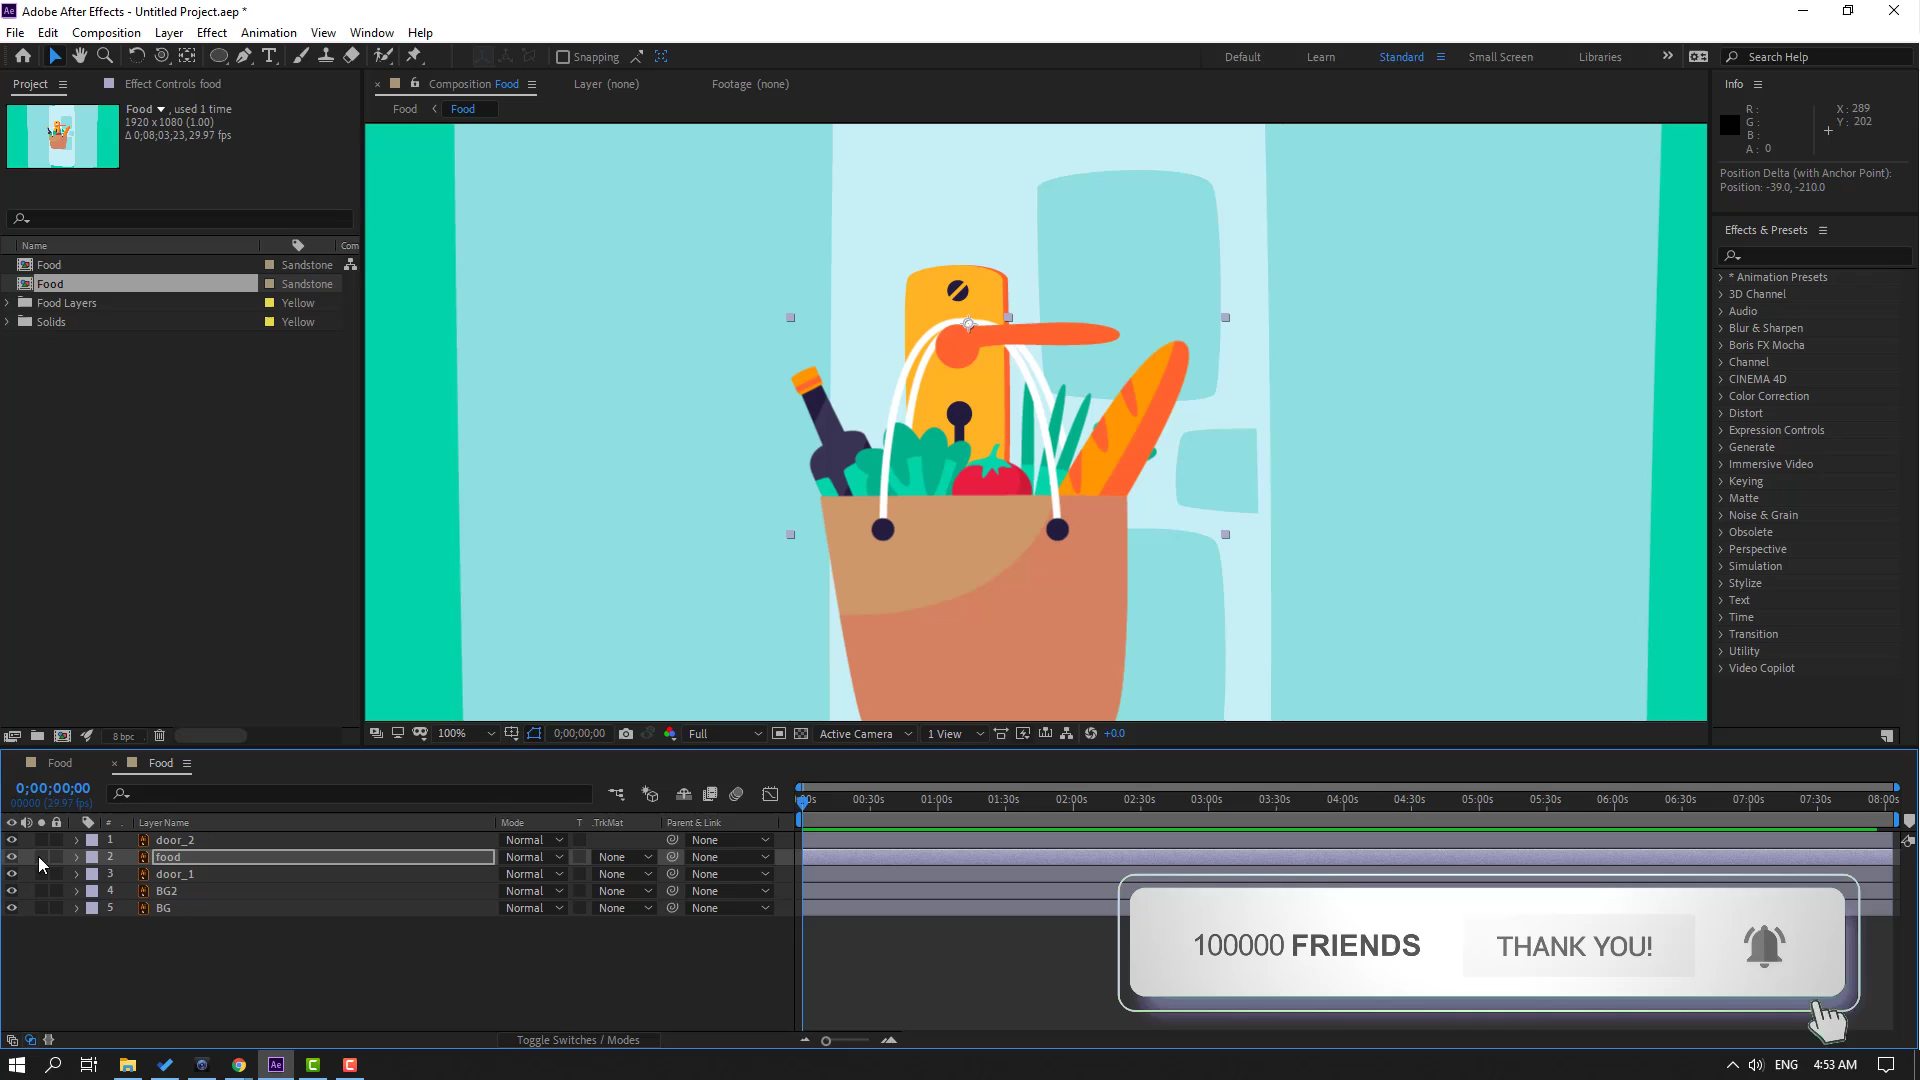 Adobe After Effects - Untitled Project.aep *
File Edit Composition Layer Effect Animation View Window Help
Snapping Default Learn Standard Small Screen Libraries Search Help
Project Effect Controls food
Composition Food Layer (none) Footage (none)
Info
Food , used 1 time
1920 x 1080 (1.00)
Δ 0;08;03;23, 29.97 fps
Food Food
R :
G :
B :
A : 0
X : 289
Y : 202
Position Delta (with Anchor Point):
Position: -39.0, -210.0
Name Com
Food Sandstone
Food Sandstone
Food Layers Yellow
Solids Yellow
Effects & Presets
* Animation Presets
3D Channel
Audio
Blur & Sharpen
Boris FX Mocha
Channel
CINEMA 4D
Color Correction
Distort
Expression Controls
Generate
Immersive Video
Keying
Matte
Noise & Grain
Obsolete
Perspective
Simulation
Stylize
Text
Time
Transition
Utility
Video Copilot
8 bpc
100% 0;00;00;00 Full Active Camera 1 View +0.0
Food Food
0;00;00;00
00000 (29.97 fps)
00s 00:30s 01:00s 01:30s 02:00s 02:30s 03:00s 03:30s 04:00s 04:30s 05:00s 05:30s 06:00s 06:30s 07:00s 07:30s 08:00s
# Layer Name Mode T .TrkMat Parent & Link
1 door_2 Normal None
2 food Normal None None
3 door_1 Normal None None
4 BG2 Normal None None
5 BG Normal None None
100000 FRIENDS THANK YOU!
Toggle Switches / Modes
Ae ENG 4:53 AM